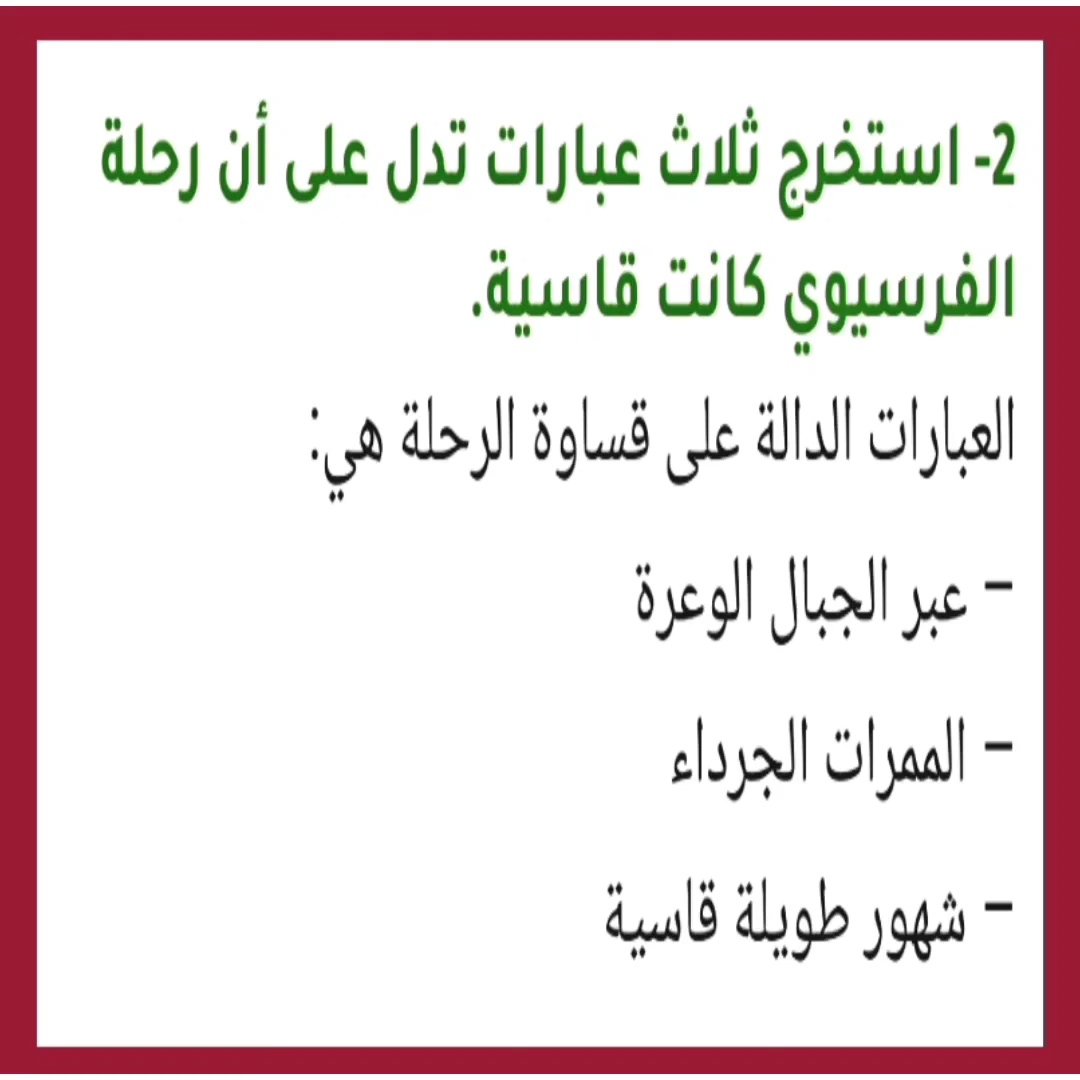 2- استخرج ثلاث عبارات تدل على أن رحلة
الفرسيوي كانت قاسية.
العبارات الدالة على قساوة الرحلة هي:
– عبر الجبال الوعرة
– الممرات الجرداء
– شهور طويلة قاسية